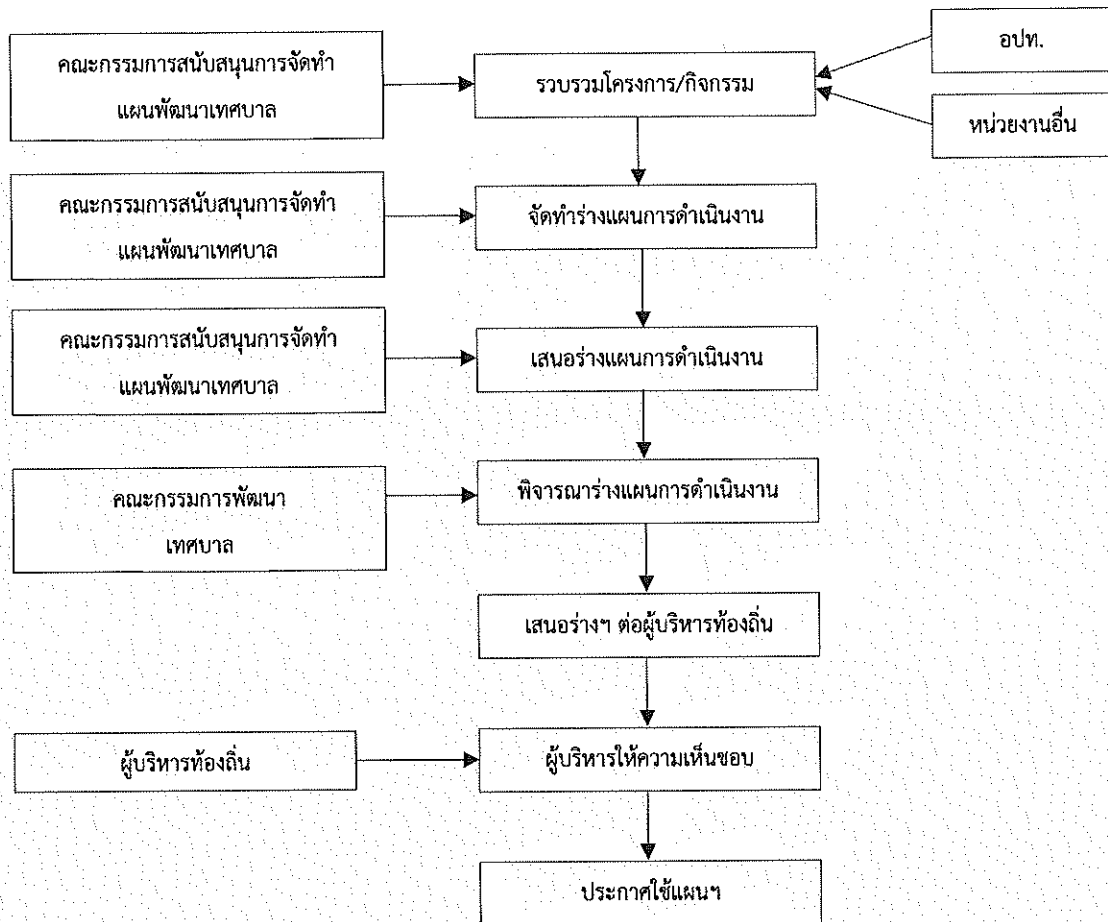 คณะกรรมการสนับสนุนการจัดทำ
แผนพัฒนาเทศบาล
รวบรวมโครงการ/กิจกรรม
อปท.
หน่วยงานอื่น
คณะกรรมการสนับสนุนการจัดทำ
แผนพัฒนาเทศบาล
จัดทำร่างแผนการดำเนินงาน
คณะกรรมการสนับสนุนการจัดทำ
แผนพัฒนาเทศบาล
เสนอร่างแผนการดำเนินงาน
คณะกรรมการพัฒนา
เทศบาล
พิจารณาร่างแผนการดำเนินงาน
เสนอร่างฯ ต่อผู้บริหารท้องถิ่น
ผู้บริหารท้องถิ่น
ผู้บริหารให้ความเห็นชอบ
ประกาศใช้แผนฯ